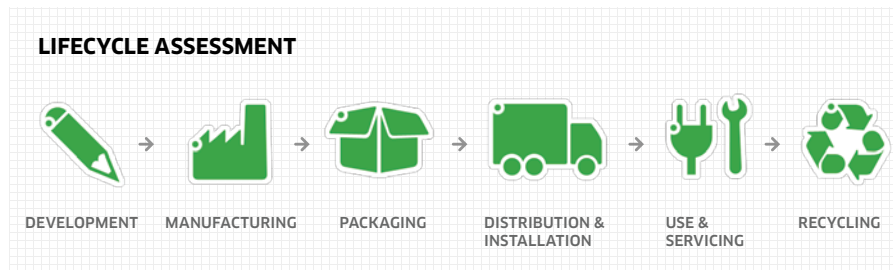 LIFECYCLE ASSESSMENT
DEVELOPMENT
MANUFACTURING
PACKAGING
DISTRIBUTION &
INSTALLATION
USE &
SERVICING
RECYCLING